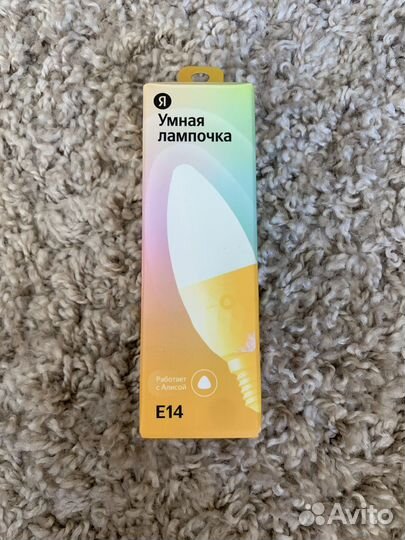 Я
Умная
лампочка
Работает
с Алисой
E14
Avito